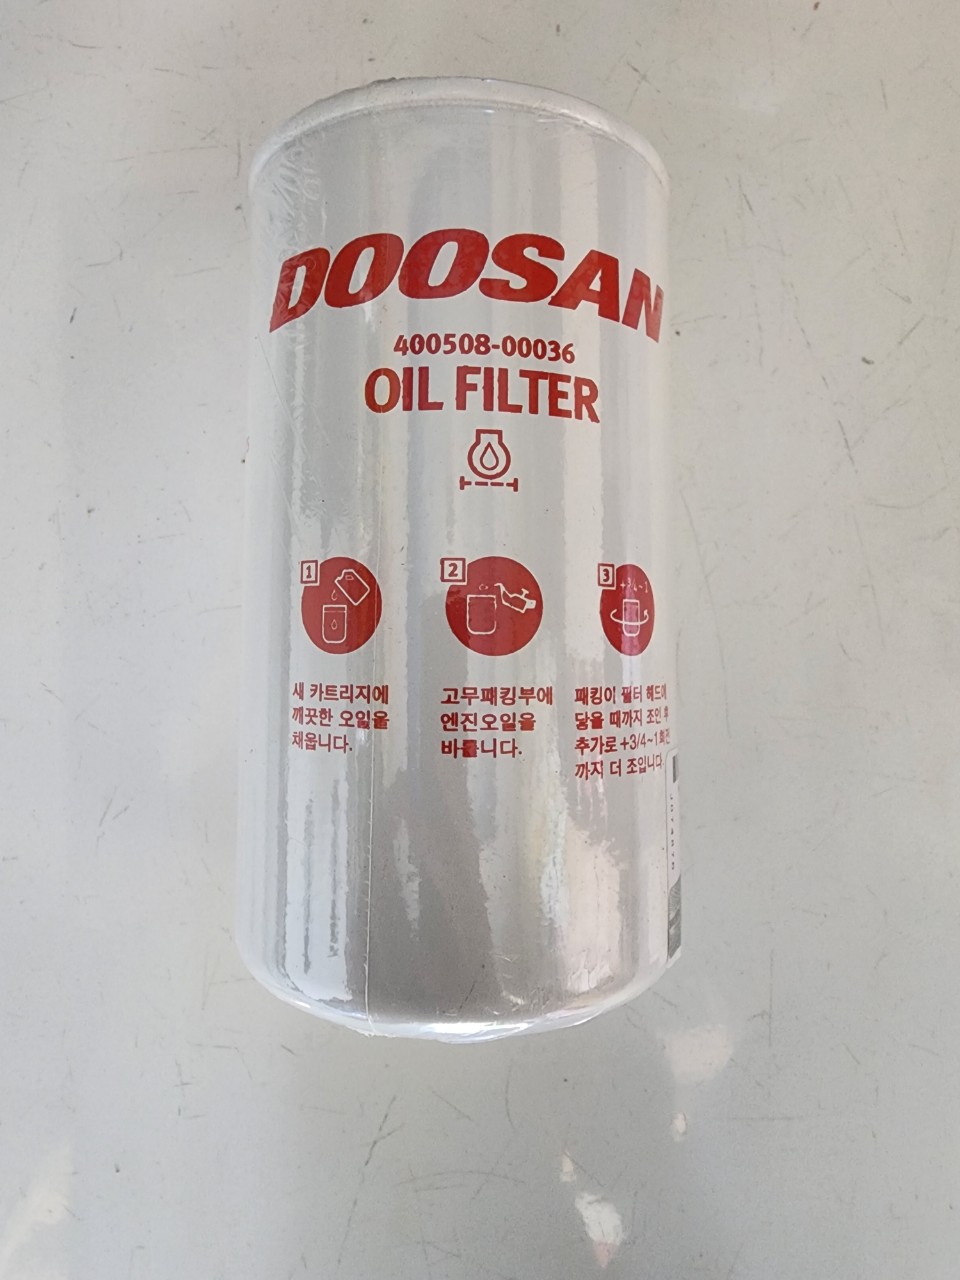 DOOSAN
400508-00036
OIL FILTER
1
새 카트리지에
깨끗한 오일을
채웁니다.
2
고무패킹부에
엔진오일을
바릅니다.
3
+3/4~1
패킹이 필터 헤드에
닿을 때까지 조인 후
추가로 +3/4~1회전
까지 더 조입니다.